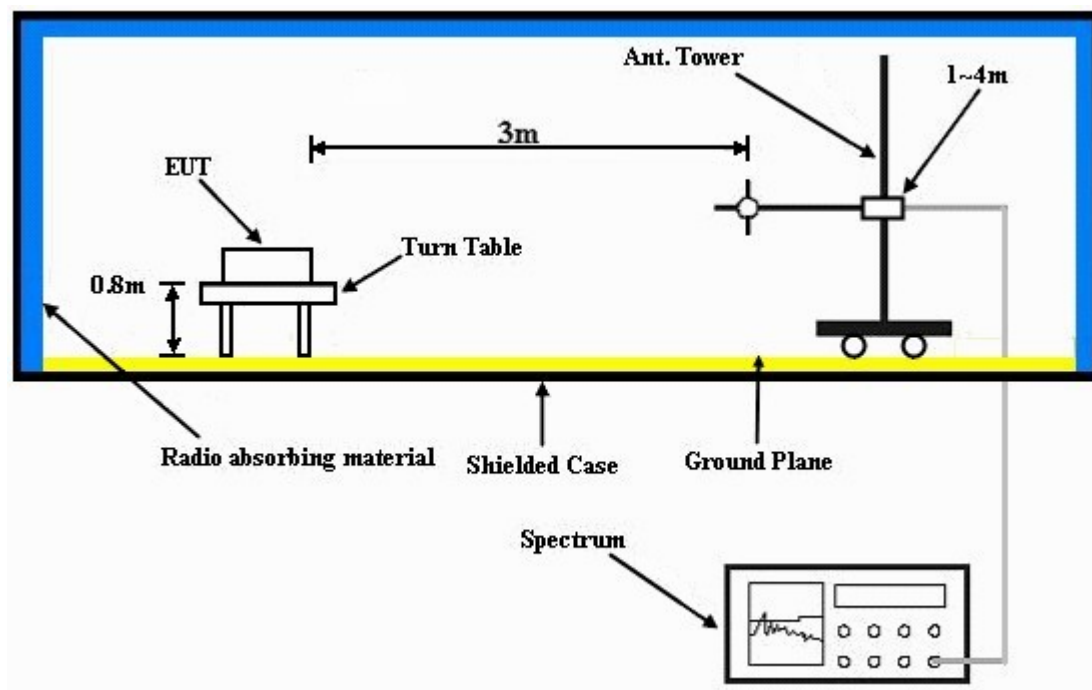 Ant. Tower
1~4m
3m
EUT
Turn Table
0.8m
Radio absorbing material
Shielded Case
Ground Plane
Spectrum